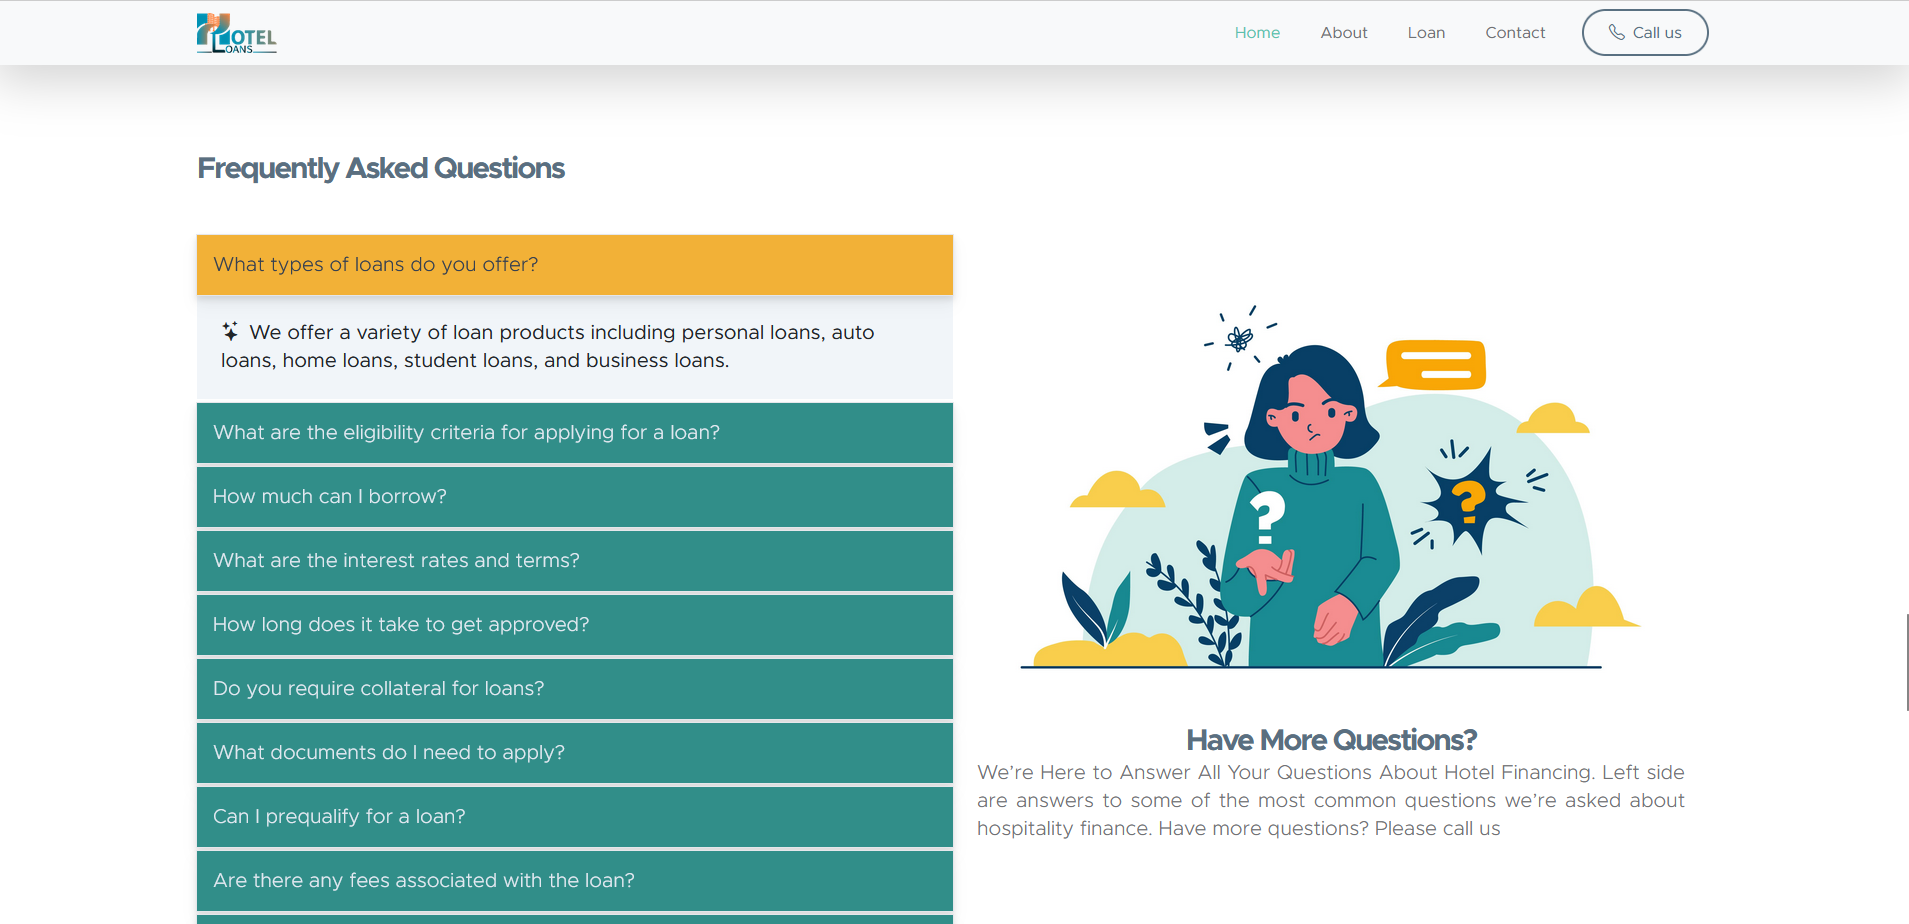 HOTEL
LOANS
Home
About
Loan
Contact
Call us
Frequently Asked Questions
What types of loans do you offer?
We offer a variety of loan products including personal loans, auto
loans, home loans, student loans, and business loans.
What are the eligibility criteria for applying for a loan?
How much can I borrow?
What are the interest rates and terms?
How long does it take to get approved?
Do you require collateral for loans?
What documents do I need to apply?
Can I prequalify for a loan?
Are there any fees associated with the loan?
?
?
Have More Questions?
We’re Here to Answer All Your Questions About Hotel Financing. Left side
are answers to some of the most common questions we’re asked about
hospitality finance. Have more questions? Please call us